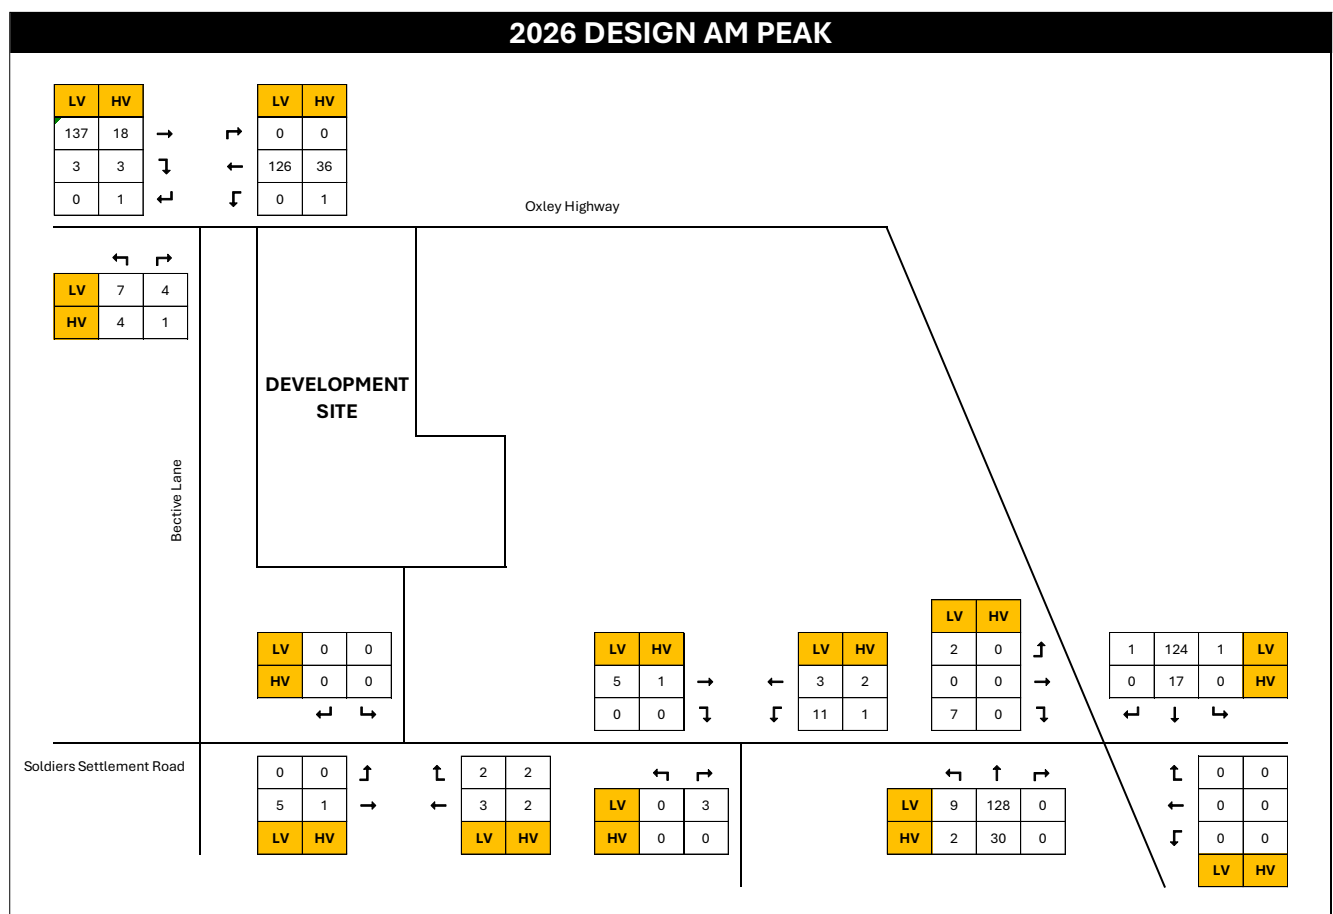 2026 DESIGN AM PEAK
LV HV
137 18 →
3 3 ↴
0 1 ↵
LV HV
↱ 0 0
← 126 36
↲ 0 1
Oxley Highway
↰ ↱
LV 7 4
HV 4 1
DEVELOPMENT
SITE
Bective Lane
LV 0 0
HV 0 0
↵ ↳
LV HV
5 1 →
0 0 ↴
LV HV
← 3 2
↲ 11 1
LV HV
2 0 ⮥
0 0 →
7 0 ↴
1 124 1 LV
0 17 0 HV
↵ ↓ ↳
Soldiers Settlement Road
0 0 ⮥
5 1 →
LV HV
⮤ 2 2
← 3 2
LV HV
↰ ↱
LV 0 3
HV 0 0
↰ ↑ ↱
LV 9 128 0
HV 2 30 0
⮤ 0 0
← 0 0
↲ 0 0
LV HV